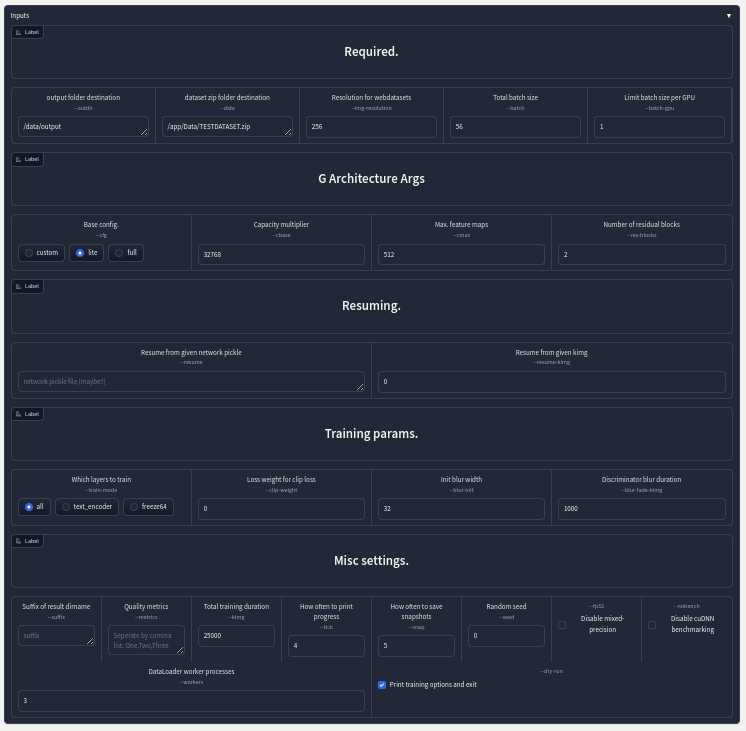 Inputs ▼
Label
Required.
output folder destination
--outdir
/data/output
dataset zip folder destination
--data
/app/Data/TESTDATASET.zip
Resolution for webdatasets
--img-resolution
256
Total batch size
--batch
56
Limit batch size per GPU
--batch-gpu
1
Label
G Architecture Args
Base config.
--cfg
custom lite full
Capacity multiplier
--cbase
32768
Max. feature maps
--cmax
512
Number of residual blocks
--res-blocks
2
Label
Resuming.
Resume from given network pickle
--resume
network pickle file (maybe?)
Resume from given kimg
--resume-kimg
0
Label
Training params.
Which layers to train
--train-mode
all text_encoder freeze64
Loss weight for clip loss
--clip-weight
0
Init blur width
--blur-init
32
Discriminator blur duration
--blur-fade-kimg
1000
Label
Misc settings.
Suffix of result dirname
--suffix
suffix
Quality metrics
--metrics
Seperate by comma
list: One,Two,Three
Total training duration
--kimg
25000
How often to print
progress
--tick
4
How often to save
snapshots
--snap
5
Random seed
--seed
0
--fp32
Disable mixed-
precision
--nobench
Disable cuDNN
benchmarking
DataLoader worker processes
--workers
3
--dry-run
Print training options and exit